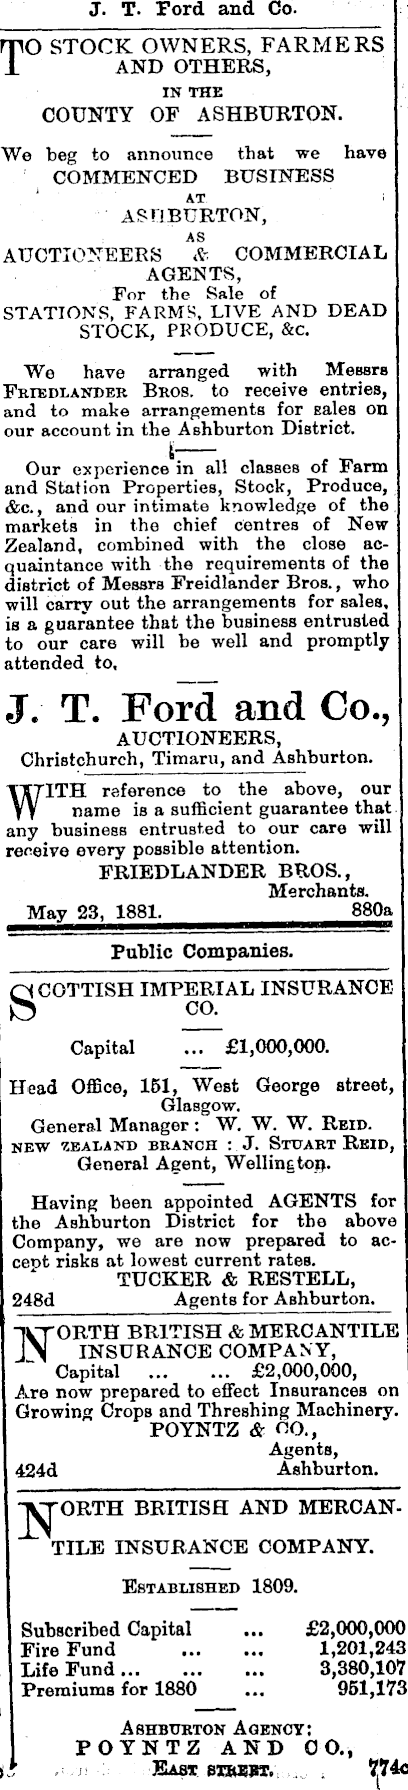 J. T. Ford and Co.
TO STOCK OWNERS, FARMERS
AND OTHERS,
IN THE
COUNTY OF ASHBURTON.
We beg to announce that we have
COMMENCED BUSINESS
AT
ASHBURTON,
AS
AUCTIONEERS & COMMERCIAL
AGENTS,
For the Sale of
STATIONS, FARMS, LIVE AND DEAD
STOCK, PRODUCE, &c.
We have arranged with Messrs
FRIEDLANDER BROS. to receive entries,
and to make arrangements for sales on
our account in the Ashburton District.
Our experience in all classes of Farm
and Station Properties, Stock, Produce,
&c., and our intimate knowledge of the
markets in the chief centres of New
Zealand, combined with the close ac-
quaintance with the requirements of the
district of Messrs Freidlander Bros., who
will carry out the arrangements for sales,
is a guarantee that the business entrusted
to our care will be well and promptly
attended to.
J. T. Ford and Co.,
AUCTIONEERS,
Christchurch, Timaru, and Ashburton.
WITH reference to the above, our
name is a sufficient guarantee that
any business entrusted to our care will
receive every possible attention.
FRIEDLANDER BROS.,
Merchants.
May 23, 1881. 880a
Public Companies.
SCOTTISH IMPERIAL INSURANCE
CO.
Capital ... £1,000,000.
Head Office, 151, West George street,
Glasgow.
General Manager: W. W. W. REID.
NEW ZEALAND BRANCH : J. STUART REID,
General Agent, Wellington.
Having been appointed AGENTS for
the Ashburton District for the above
Company, we are now prepared to ac-
cept risks at lowest current rates.
TUCKER & RESTELL,
248d Agents for Ashburton.
NORTH BRITISH & MERCANTILE
INSURANCE COMPANY,
Capital ... ... £2,000,000,
Are now prepared to effect Insurances on
Growing Crops and Threshing Machinery.
POYNTZ & CO.,
Agents,
424d Ashburton.
NORTH BRITISH AND MERCAN-
TILE INSURANCE COMPANY.
ESTABLISHED 1809.
Subscribed Capital ... £2,000,000
Fire Fund ... ... 1,201,243
Life Fund ... ... ... 3,380,107
Premiums for 1880 ... 951,173
ASHBURTON AGENCY:
POYNTZ AND CO.,
EAST STREET. 774c